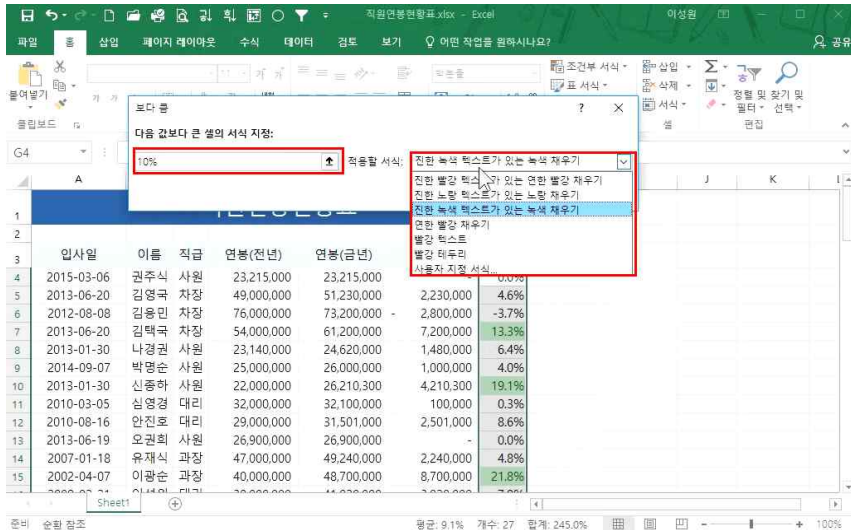 직원연봉현황표.xlsx - Excel 이성원
파일 홈 삽입 페이지 레이아웃 수식 데이터 검토 보기 어떤 작업을 원하시나요? 공유
붙여넣기 11 가 가 조건부 서식 표 서식 삽입 삭제 서식 정렬 및 필터 찾기 및 선택
클립보드 셀 편집
보다 큼 ? ×
다음 값보다 큰 셀의 서식 지정:
10% 적용할 서식: 진한 녹색 텍스트가 있는 녹색 채우기
진한 빨강 텍스트가 있는 연한 빨강 채우기
진한 노랑 텍스트가 있는 노랑 채우기
진한 녹색 텍스트가 있는 녹색 채우기
연한 빨강 채우기
빨강 텍스트
빨강 테두리
사용자 지정 서식...
G4
A J K
1
2
3 입사일 이름 직급 연봉(전년) 연봉(금년)
4 2015-03-06 권주식 사원 23,215,000 23,215,000 - 0.0%
5 2013-06-20 김영국 차장 49,000,000 51,230,000 2,230,000 4.6%
6 2012-08-08 김용민 차장 76,000,000 73,200,000 - 2,800,000 -3.7%
7 2013-06-20 김택국 차장 54,000,000 61,200,000 7,200,000 13.3%
8 2013-01-30 나경권 사원 23,140,000 24,620,000 1,480,000 6.4%
9 2014-09-07 박명순 사원 25,000,000 26,000,000 1,000,000 4.0%
10 2013-01-30 신종하 사원 22,000,000 26,210,300 4,210,300 19.1%
11 2010-03-05 심영경 대리 32,000,000 32,100,000 100,000 0.3%
12 2010-08-16 안진호 대리 29,000,000 31,501,000 2,501,000 8.6%
13 2013-06-19 오권희 사원 26,900,000 26,900,000 - 0.0%
14 2007-01-18 유재식 과장 47,000,000 49,240,000 2,240,000 4.8%
15 2002-04-07 이광순 과장 40,000,000 48,700,000 8,700,000 21.8%
Sheet1
준비 순환 참조 평균: 9.1% 개수: 27 합계: 245.0% 100%